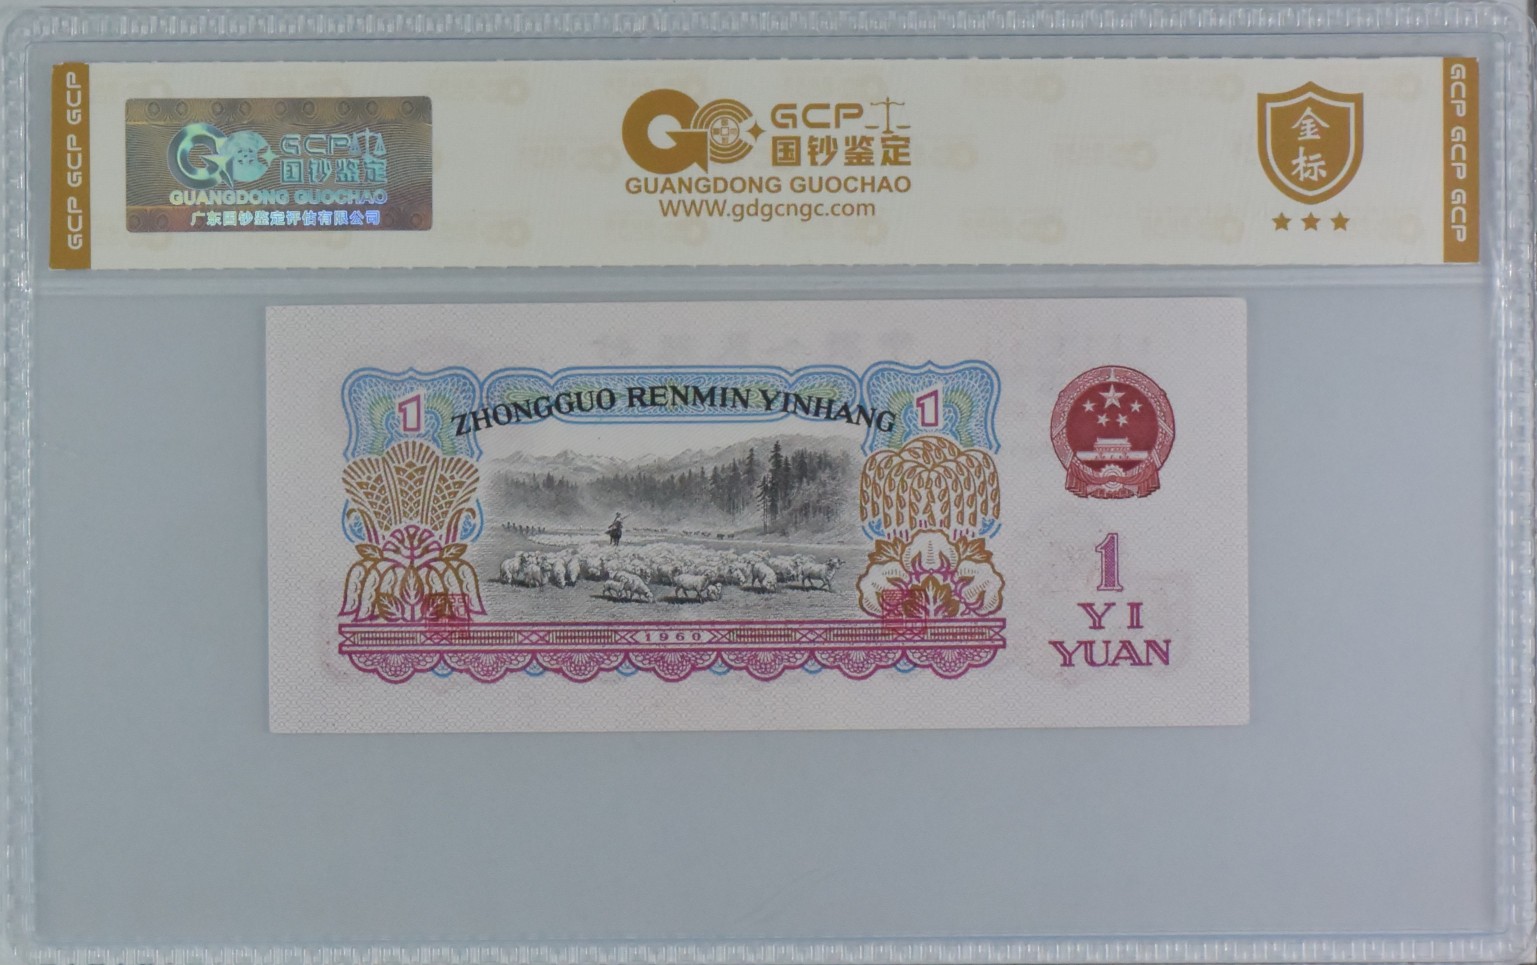 GCP GCP GCP
GCP
国钞鉴定
GUANGDONG GUOCHAO
广东国钞鉴定评估有限公司
GCP
国钞鉴定
GUANGDONG GUOCHAO
WWW.gdgcngc.com
金
标
GCP GCP GCP
1
ZHONGGUO RENMIN YINHANG
1
1960
1
YI
YUAN